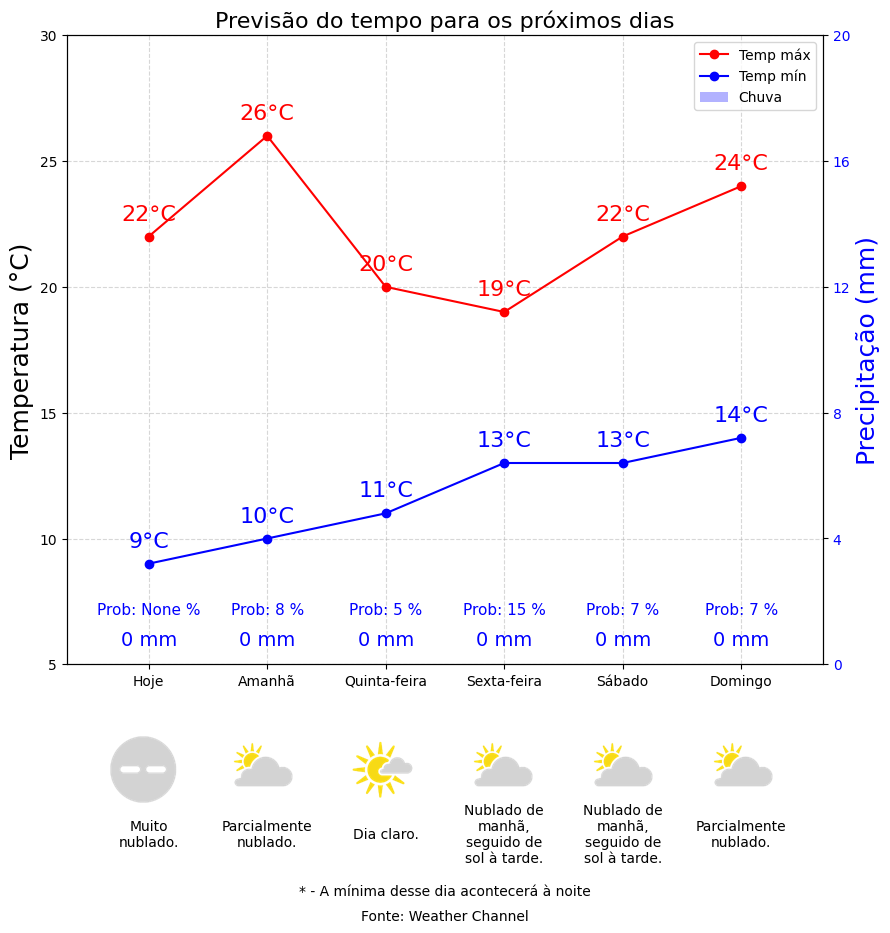 Previsão do tempo para os próximos dias
30
25
20
15
10
5
Temperatura (°C)
20
16
12
8
4
0
Precipitação (mm)
Temp máx
Temp mín
Chuva
22°C
26°C
20°C
19°C
22°C
24°C
9°C
10°C
11°C
13°C
13°C
14°C
Prob: None %
Prob: 8 %
Prob: 5 %
Prob: 15 %
Prob: 7 %
Prob: 7 %
0 mm
0 mm
0 mm
0 mm
0 mm
0 mm
Hoje
Amanhã
Quinta-feira
Sexta-feira
Sábado
Domingo
Muito
nublado.
Parcialmente
nublado.
Dia claro.
Nublado de
manhã,
seguido de
sol à tarde.
Nublado de
manhã,
seguido de
sol à tarde.
Parcialmente
nublado.
* - A mínima desse dia acontecerá à noite
Fonte: Weather Channel